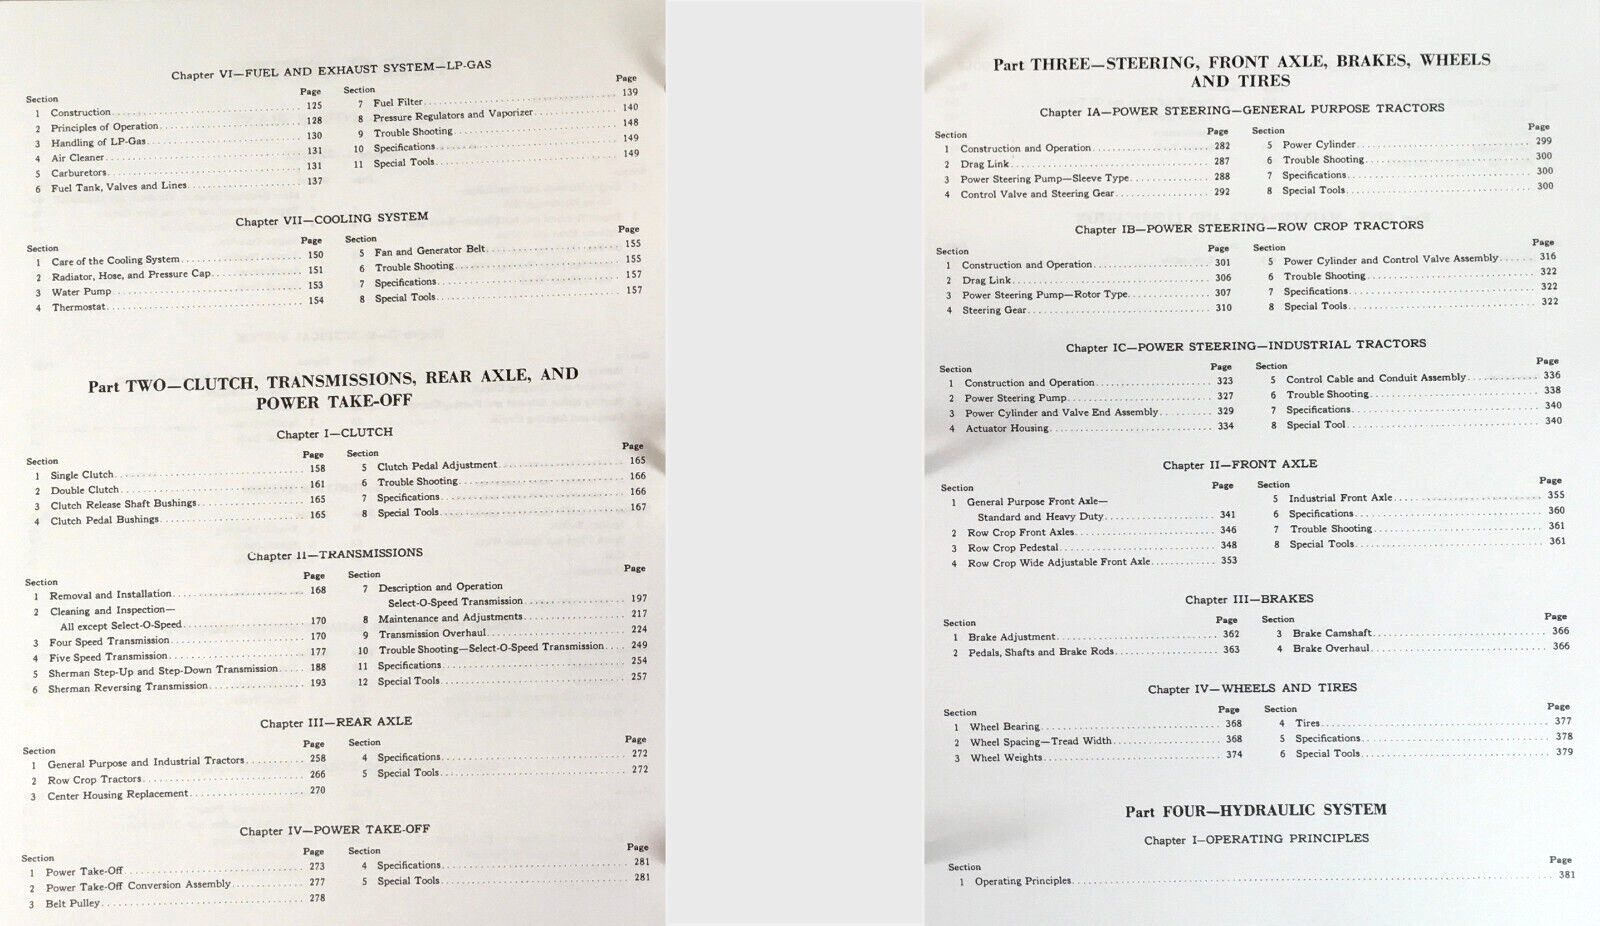 Chapter VI—FUEL AND EXHAUST SYSTEM—LP-GAS
Section Page
1 Construction 125
2 Principles of Operation 128
3 Handling of LP-Gas 130
4 Air Cleaner 131
5 Carburetors 131
6 Fuel Tank, Valves and Lines 137
Page
7 Fuel Filter 139
8 Pressure Regulators and Vaporizer 140
9 Trouble Shooting 148
10 Specifications 149
11 Special Tools 149
Chapter VII—COOLING SYSTEM
Section Page
1 Care of the Cooling System 150
2 Radiator, Hose, and Pressure Cap 151
3 Water Pump 153
4 Thermostat 154
Section Page
5 Fan and Generator Belt 155
6 Trouble Shooting 155
7 Specifications 157
8 Special Tools 157
Part TWO—CLUTCH, TRANSMISSIONS, REAR AXLE, AND
POWER TAKE-OFF
Chapter I—CLUTCH
Section Page
1 Single Clutch 158
2 Double Clutch 161
3 Clutch Release Shaft Bushings 165
4 Clutch Pedal Bushings 165
Section Page
5 Clutch Pedal Adjustment 165
6 Trouble Shooting 166
7 Specifications 166
8 Special Tools 167
Chapter II—TRANSMISSIONS
Section Page
1 Removal and Installation 168
2 Cleaning and Inspection—
All except Select-O-Speed 170
3 Four Speed Transmission 170
4 Five Speed Transmission 177
5 Sherman Step-Up and Step-Down Transmission 188
6 Sherman Reversing Transmission 193
Section Page
7 Description and Operation
Select-O-Speed Transmission 197
8 Maintenance and Adjustments 217
9 Transmission Overhaul 224
10 Trouble Shooting—Select-O-Speed Transmission 249
11 Specifications 254
12 Special Tools 257
Chapter III—REAR AXLE
Section Page
1 General Purpose and Industrial Tractors 258
2 Row Crop Tractors 266
3 Center Housing Replacement 270
Section Page
4 Specifications 272
5 Special Tools 272
Chapter IV—POWER TAKE-OFF
Section Page
1 Power Take-Off 273
2 Power Take-Off Conversion Assembly 277
3 Belt Pulley 278
Section Page
4 Specifications 281
5 Special Tools 281
Part THREE—STEERING, FRONT AXLE, BRAKES, WHEELS
AND TIRES
Chapter IA—POWER STEERING—GENERAL PURPOSE TRACTORS
Section Page
1 Construction and Operation 282
2 Drag Link 287
3 Power Steering Pump—Sleeve Type 288
4 Control Valve and Steering Gear 292
Section Page
5 Power Cylinder 299
6 Trouble Shooting 300
7 Specifications 300
8 Special Tools 300
Chapter IB—POWER STEERING—ROW CROP TRACTORS
Section Page
1 Construction and Operation 301
2 Drag Link 306
3 Power Steering Pump—Rotor Type 307
4 Steering Gear 310
Section Page
5 Power Cylinder and Control Valve Assembly 316
6 Trouble Shooting 322
7 Specifications 322
8 Special Tools 322
Chapter IC—POWER STEERING—INDUSTRIAL TRACTORS
Section Page
1 Construction and Operation 323
2 Power Steering Pump 327
3 Power Cylinder and Valve End Assembly 329
4 Actuator Housing 334
Section Page
5 Control Cable and Conduit Assembly 336
6 Trouble Shooting 338
7 Specifications 340
8 Special Tool 340
Chapter II—FRONT AXLE
Section Page
1 General Purpose Front Axle—
Standard and Heavy Duty 341
2 Row Crop Front Axles 346
3 Row Crop Pedestal 348
4 Row Crop Wide Adjustable Front Axle 353
Section Page
5 Industrial Front Axle 355
6 Specifications 360
7 Trouble Shooting 361
8 Special Tools 361
Chapter III—BRAKES
Section Page
1 Brake Adjustment 362
2 Pedals, Shafts and Brake Rods 363
Section Page
3 Brake Camshaft 366
4 Brake Overhaul 366
Chapter IV—WHEELS AND TIRES
Section Page
1 Wheel Bearing 368
2 Wheel Spacing—Tread Width 368
3 Wheel Weights 374
Section Page
4 Tires 377
5 Specifications 378
6 Special Tools 379
Part FOUR—HYDRAULIC SYSTEM
Chapter I—OPERATING PRINCIPLES
Section Page
1 Operating Principles 381